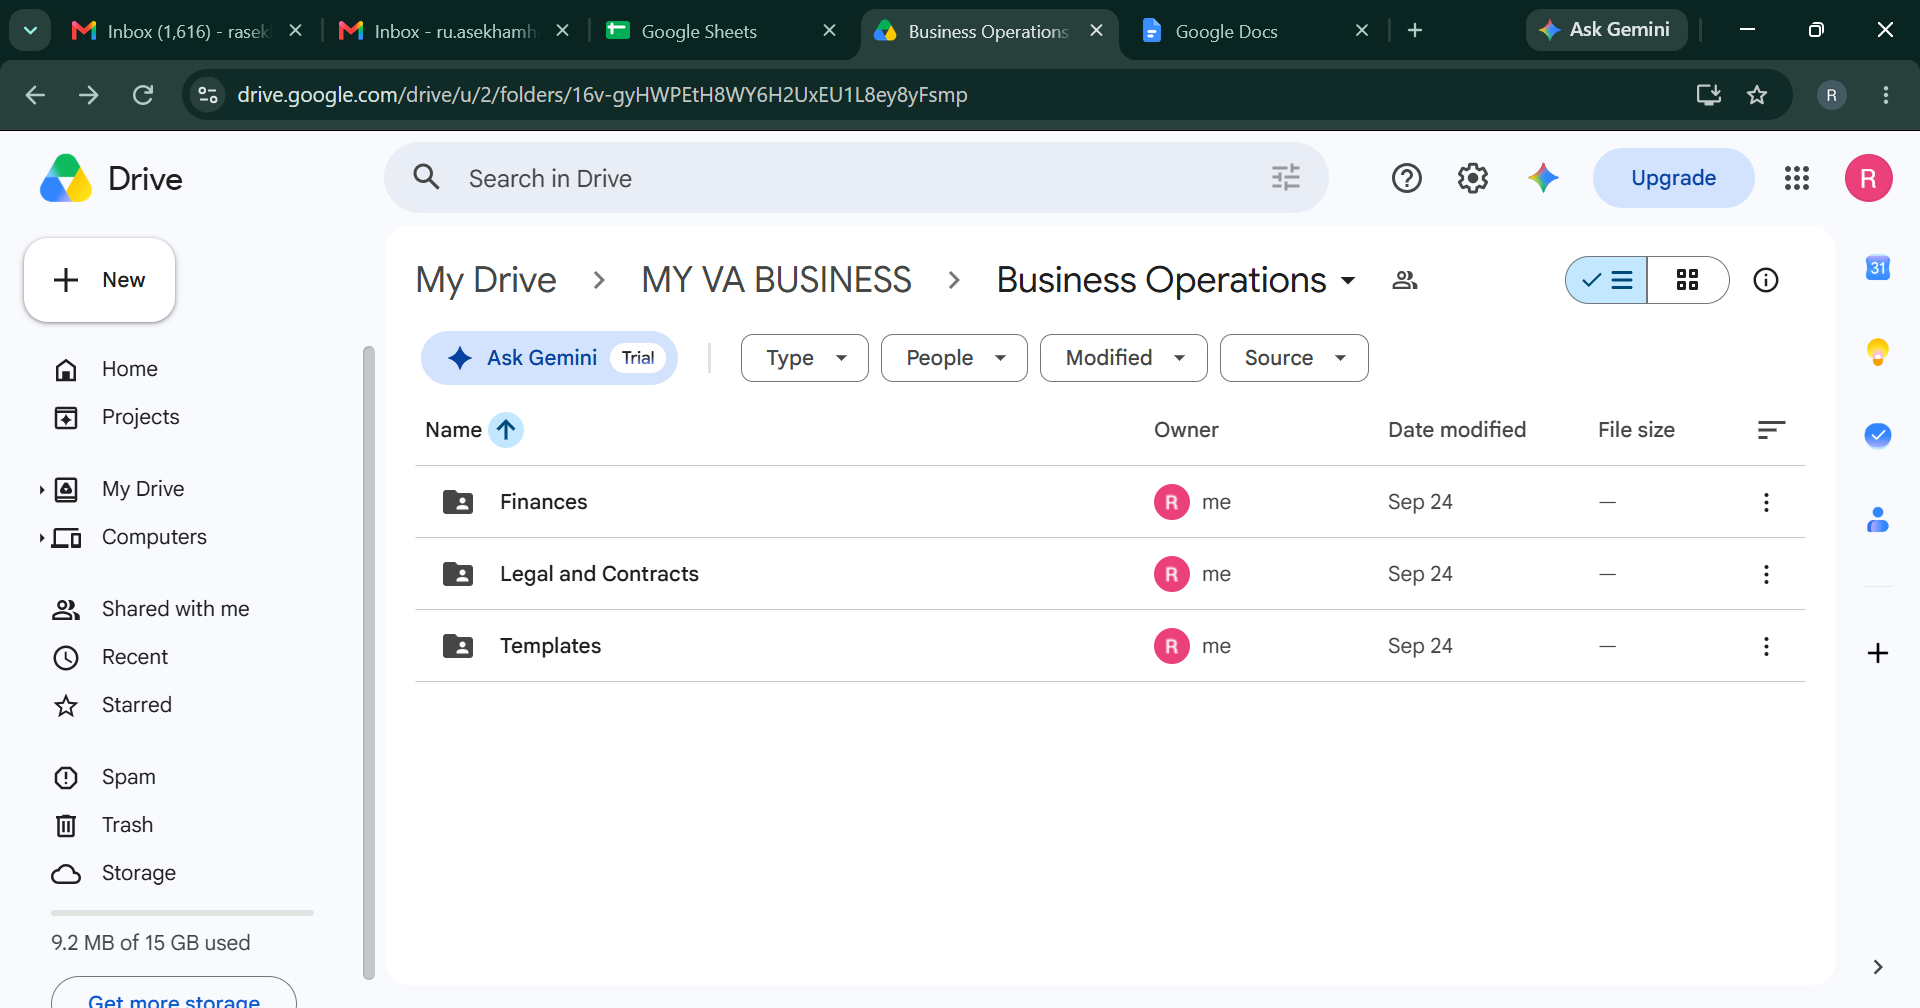 Inbox (1,616) - rasek
Inbox - ru.asekhamh
Google Sheets
Business Operations
Google Docs
Ask Gemini
drive.google.com/drive/u/2/folders/16v-gyHWPEtH8WY6H2UxEU1L8ey8yFsmp
R
Drive
Search in Drive
Upgrade
R
New
My Drive
MY VA BUSINESS
Business Operations
31
Ask Gemini Trial
Type
People
Modified
Source
Home
Projects
My Drive
Computers
Shared with me
Recent
Starred
Spam
Trash
Storage
9.2 MB of 15 GB used
Get more storage
Name Owner Date modified File size
Finances R me Sep 24 —
Legal and Contracts R me Sep 24 —
Templates R me Sep 24 —